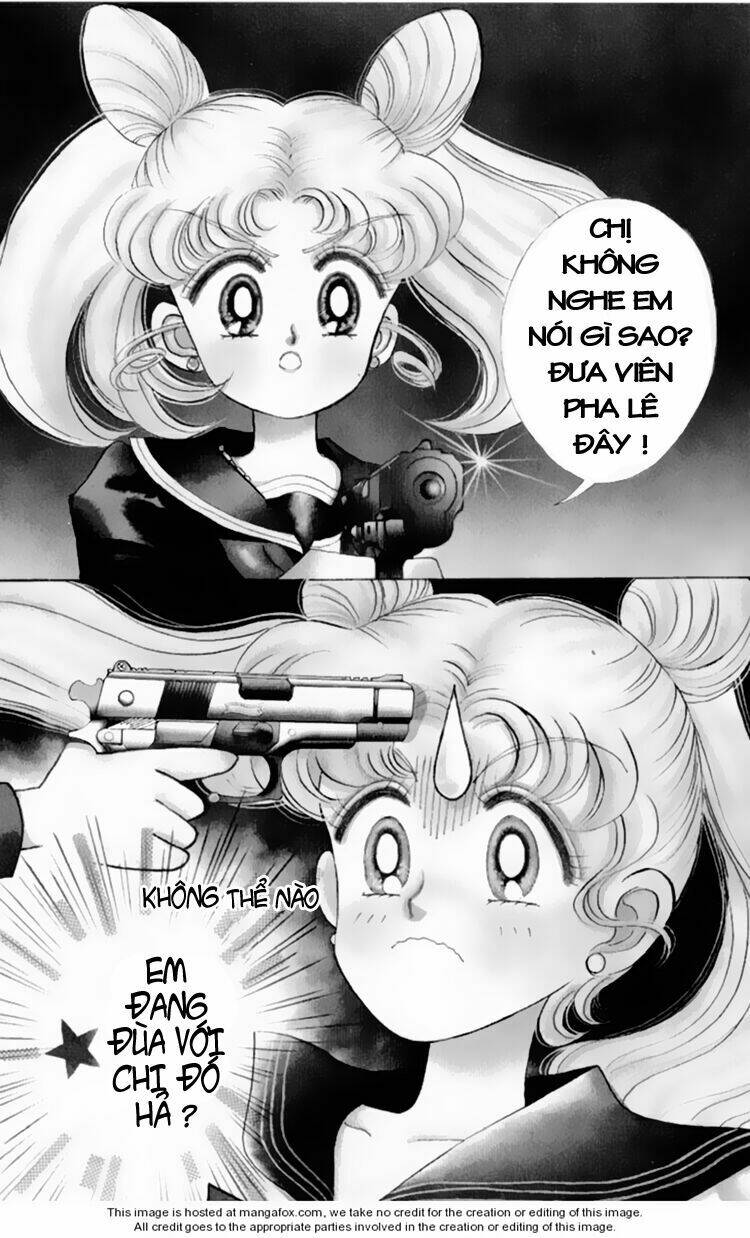 CHỊ
KHÔNG
NGHE EM
NÓI GÌ SAO?
ĐƯA VIÊN
PHA LÊ
ĐÂY !
KHÔNG THỂ NÀO
EM
ĐANG
ĐÙA VỚI
CHỊ ĐÓ
HẢ ?
This image is hosted at mangafox.com, we take no credit for the creation or editing of this image.
All credit goes to the appropriate parties involved in the creation or editing of this image.